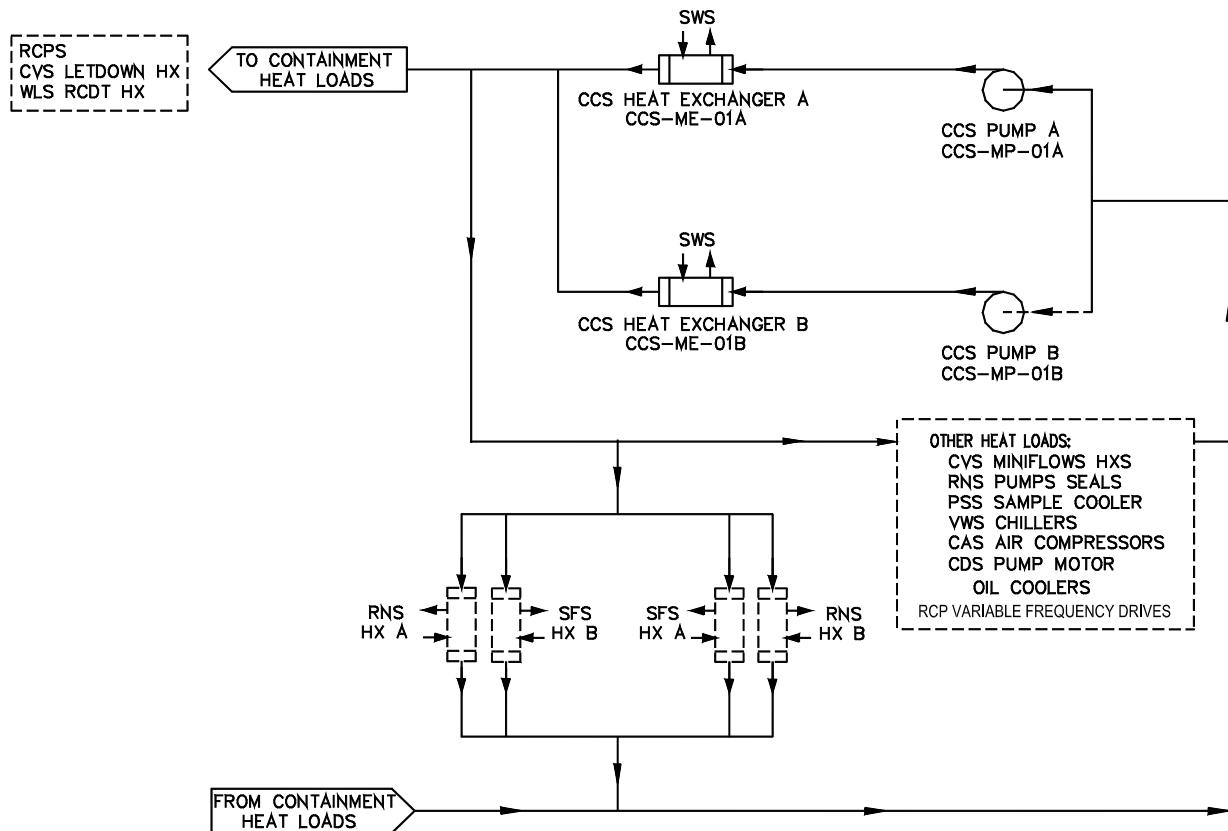 SWS
RCPS
CVS LETDOWN HX
WLS RCDT HX
TO CONTAINMENT
HEAT LOADS
CCS HEAT EXCHANGER A
CCS-ME-01A
CCS PUMP A
CCS-MP-01A
SWS
CCS HEAT EXCHANGER B
CCS-ME-01B
CCS PUMP B
CCS-MP-01B
OTHER HEAT LOADS:
CVS MINIFLOWS HXS
RNS PUMPS SEALS
PSS SAMPLE COOLER
VWS CHILLERS
CAS AIR COMPRESSORS
CDS PUMP MOTOR
OIL COOLERS
RCP VARIABLE FREQUENCY DRIVES
RNS
HX A
SFS
HX B
SFS
HX A
RNS
HX B
FROM CONTAINMENT
HEAT LOADS